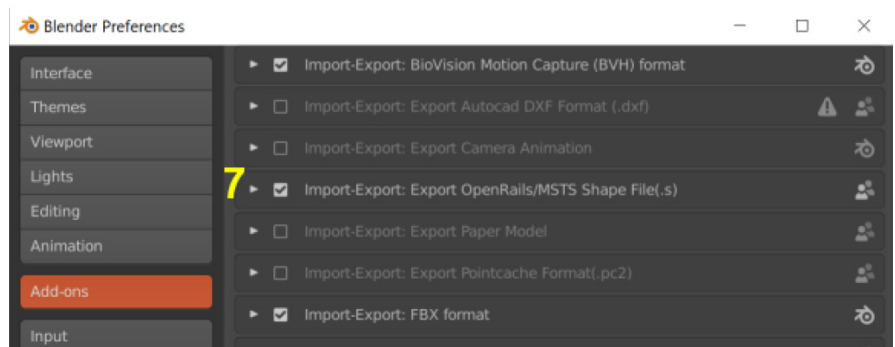 Blender Preferences
Interface
Themes
Viewport
Lights
Editing
Animation
Add-ons
Input
Import-Export: BioVision Motion Capture (BVH) format
Import-Export: Export Autocad DXF Format (.dxf)
Import-Export: Export Camera Animation
7 Import-Export: Export OpenRails/MSTS Shape File(.s)
Import-Export: Export Paper Model
Import-Export: Export Pointcache Format(.pc2)
Import-Export: FBX format